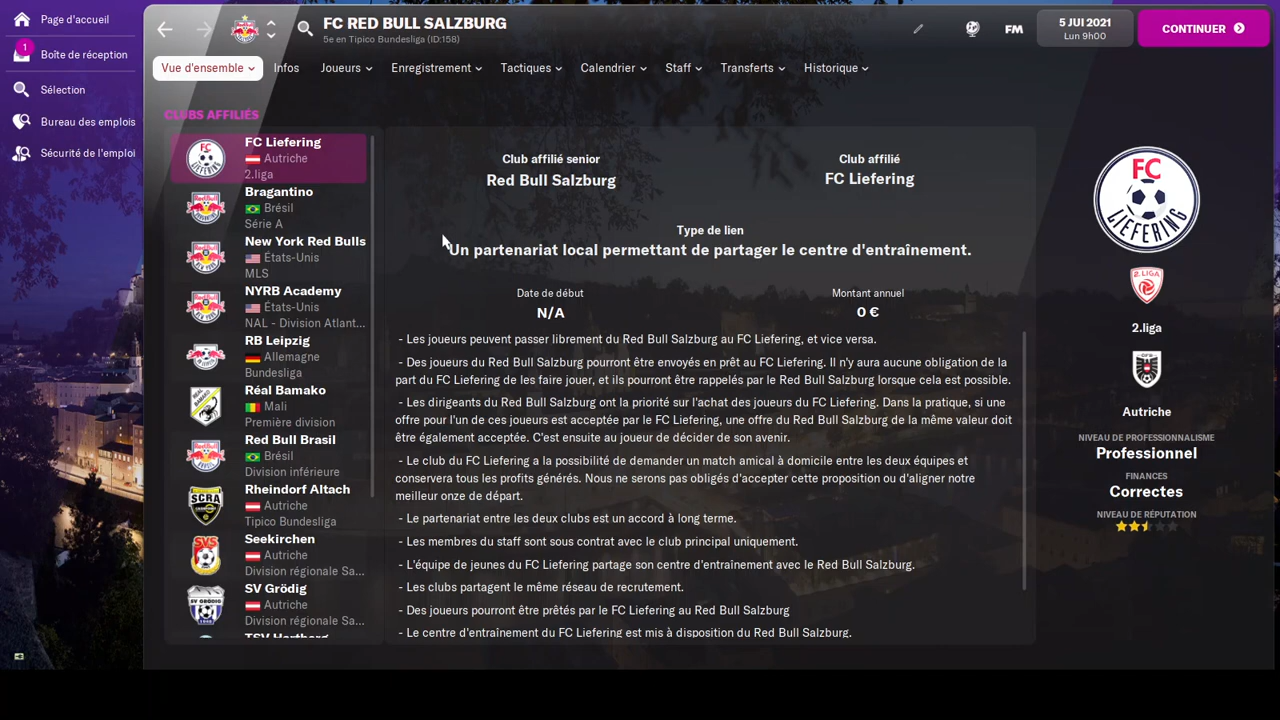 Page d'accueil
1
Boîte de réception
Sélection
Bureau des emplois
Sécurité de l'emploi
FC RED BULL SALZBURG
5e en Tipico Bundesliga (ID:158)
FM
5 JUI 2021
Lun 9h00
CONTINUER
Vue d'ensemble
Infos
Joueurs
Enregistrement
Tactiques
Calendrier
Staff
Transferts
Historique
CLUBS AFFILIÉS
FC Liefering
Autriche
2.liga
Bragantino
Brésil
Série A
New York Red Bulls
États-Unis
MLS
NYRB Academy
États-Unis
NAL - Division Atlant...
RB Leipzig
Allemagne
Bundesliga
Réal Bamako
Mali
Première division
Red Bull Brasil
Brésil
Division inférieure
Rheindorf Altach
Autriche
Tipico Bundesliga
Seekirchen
Autriche
Division régionale Sa...
SV Grödig
Autriche
Division régionale Sa...
TSV Hartberg
Club affilié senior
Red Bull Salzburg
Club affilié
FC Liefering
Type de lien
Un partenariat local permettant de partager le centre d'entraînement.
Date de début
N/A
Montant annuel
0 €
- Les joueurs peuvent passer librement du Red Bull Salzburg au FC Liefering, et vice versa.
- Des joueurs du Red Bull Salzburg pourront être envoyés en prêt au FC Liefering. Il n'y aura aucune obligation de la
part du FC Liefering de les faire jouer, et ils pourront être rappelés par le Red Bull Salzburg lorsque cela est possible.
- Les dirigeants du Red Bull Salzburg ont la priorité sur l'achat des joueurs du FC Liefering. Dans la pratique, si une
offre pour l'un de ces joueurs est acceptée par le FC Liefering, une offre du Red Bull Salzburg de la même valeur doit
être également acceptée. C'est ensuite au joueur de décider de son avenir.
- Le club du FC Liefering a la possibilité de demander un match amical à domicile entre les deux équipes et
conservera tous les profits générés. Nous ne serons pas obligés d'accepter cette proposition ou d'aligner notre
meilleur onze de départ.
- Le partenariat entre les deux clubs est un accord à long terme.
- Les membres du staff sont sous contrat avec le club principal uniquement.
- L'équipe de jeunes du FC Liefering partage son centre d'entraînement avec le Red Bull Salzburg.
- Les clubs partagent le même réseau de recrutement.
- Des joueurs pourront être prêtés par le FC Liefering au Red Bull Salzburg
- Le centre d'entraînement du FC Liefering est mis à disposition du Red Bull Salzburg.
FC
LIEFERING
2. LIGA
2.liga
Autriche
NIVEAU DE PROFESSIONNALISME
Professionnel
FINANCES
Correctes
NIVEAU DE RÉPUTATION